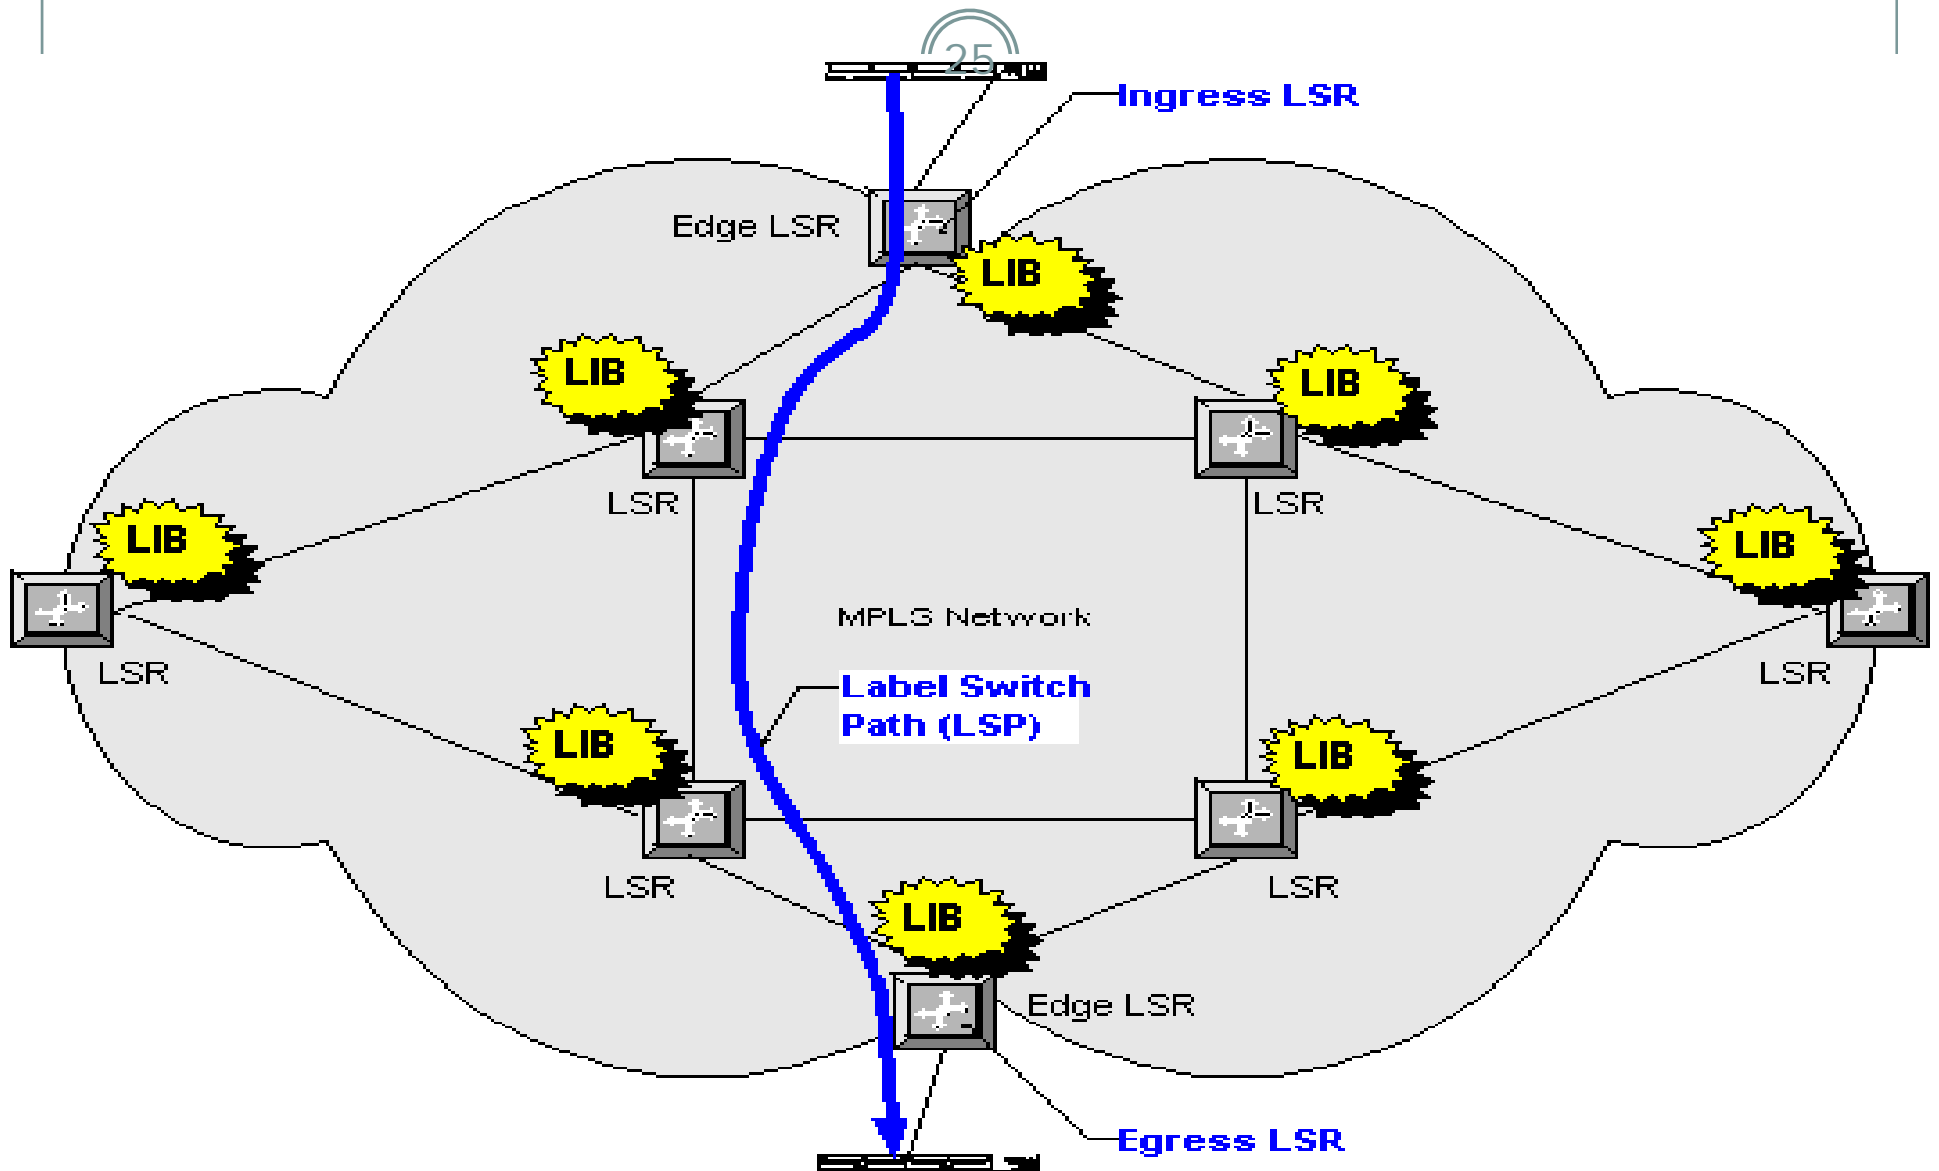 25
Ingress LSR
Edge LSR
LIB
LIB
LIB
LSR
LSR
LIB
LIB
MPLS Network
LSR
LSR
Label Switch
Path (LSP)
LIB
LIB
LSR
LSR
LIB
Edge LSR
Egress LSR